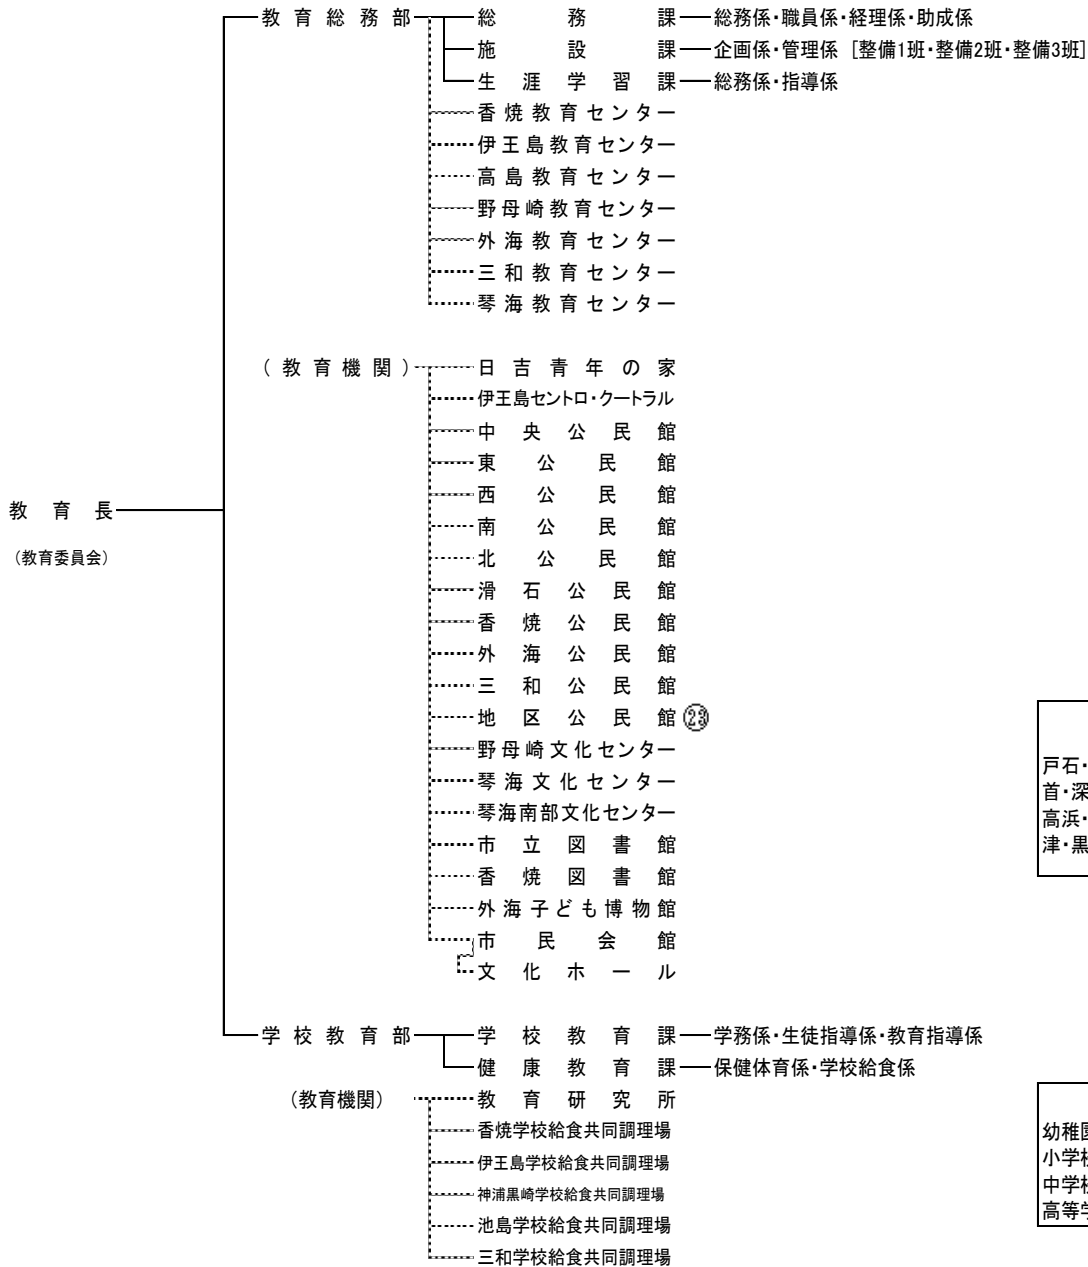 教育総務部 総務課 総務係・職員係・経理係・助成係
施設課 企画係・管理係 [整備1班・整備2班・整備3班]
生涯学習課 総務係・指導係
香焼教育センター
伊王島教育センター
高島教育センター
野母崎教育センター
外海教育センター
三和教育センター
琴海教育センター
(教育機関) 日吉青年の家
伊王島セントロ・クートラル
中央公民館
東公民館
西公民館
教育長
南公民館
(教育委員会)
北公民館
滑石公民館
香焼公民館
外海公民館
三和公民館
地区公民館 ㉓
野母崎文化センター
琴海文化センター
琴海南部文化センター
市立図書館
香焼図書館
外海子ども博物館
市民会館
文化ホール
戸石・
首・深
高浜・
津・黒
学校教育部 学校教育課 学務係・生徒指導係・教育指導係
健康教育課 保健体育係・学校給食係
(教育機関) 教育研究所
香焼学校給食共同調理場
伊王島学校給食共同調理場
神浦黒崎学校給食共同調理場
池島学校給食共同調理場
三和学校給食共同調理場
幼稚園
小学校
中学校
高等学